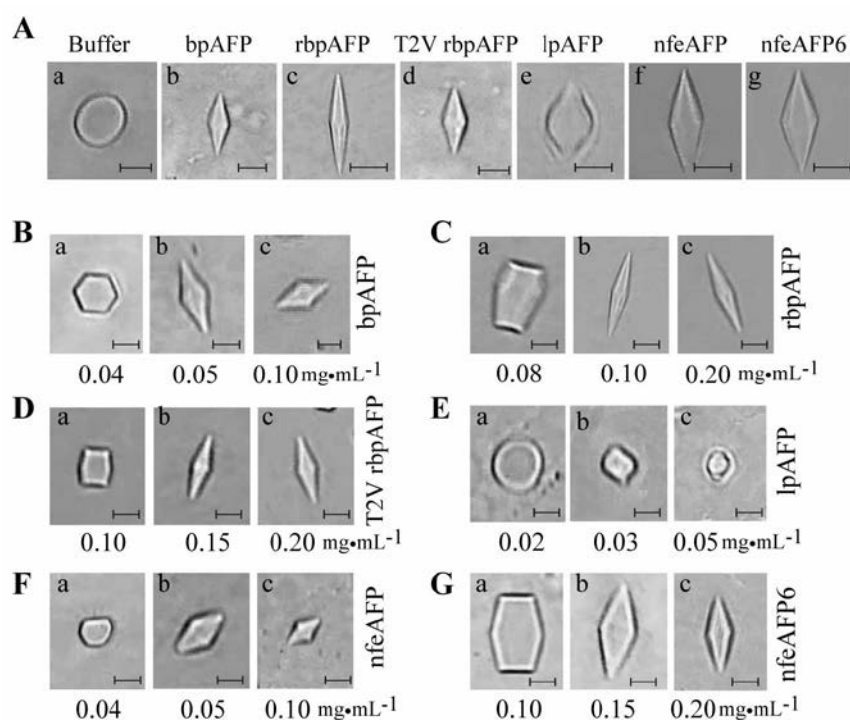 A
Buffer bpAFP rbpAFP T2V rbpAFP lpAFP nfeAFP nfeAFP6
a b c d e f g
B
a b c
bpAFP
0.04 0.05 0.10 mg•mL-1
C
a b c
rbpAFP
0.08 0.10 0.20 mg•mL-1
D
a b c
T2V rbpAFP
0.10 0.15 0.20 mg•mL-1
E
a b c
lpAFP
0.02 0.03 0.05 mg•mL-1
F
a b c
nfeAFP
0.04 0.05 0.10 mg•mL-1
G
a b c
nfeAFP6
0.10 0.15 0.20 mg•mL-1